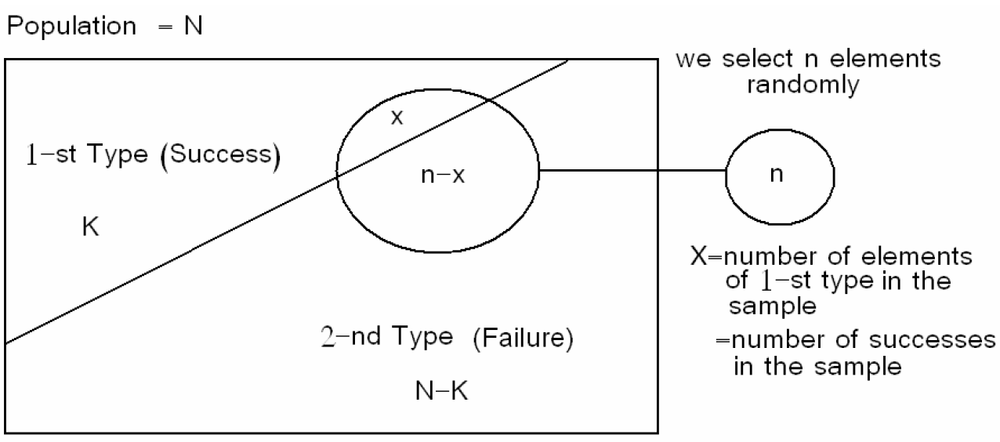 Population = N
we select n elements
randomly
x
1-st Type (Success)
n-x
n
K
X=number of elements
of 1-st type in the
sample
2-nd Type (Failure)
=number of successes
in the sample
N-K